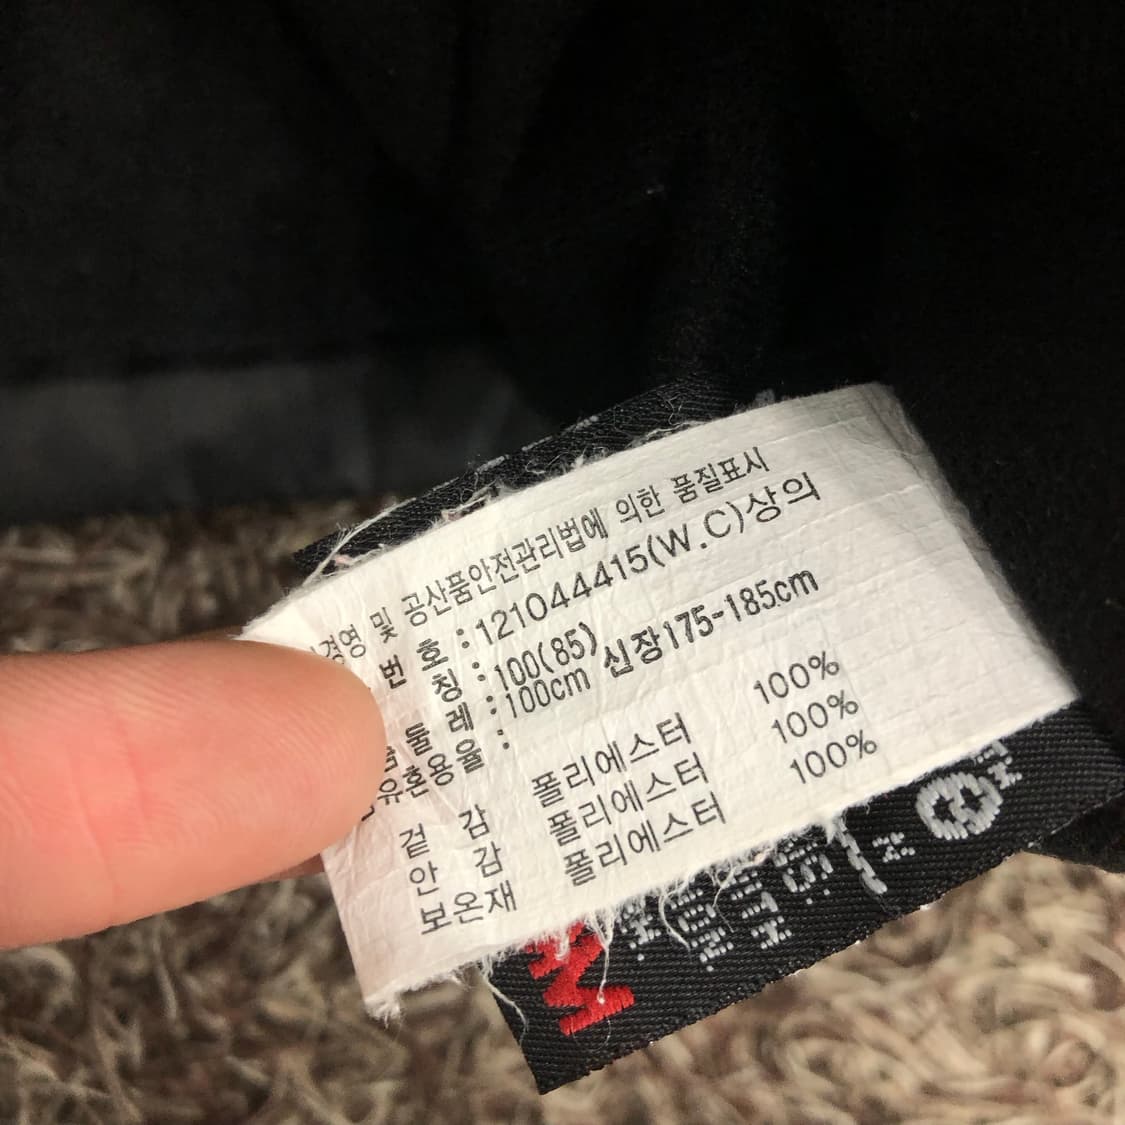 경영 및 공산품안전관리법에 의한 품질표시
번 호 : 121044415(W.C)상의
칭 : 100(85)
둘레 : 100cm 신장175-185cm
혼용율 :
겉 감 폴리에스터 100%
안 감 폴리에스터 100%
보온재 폴리에스터 100%